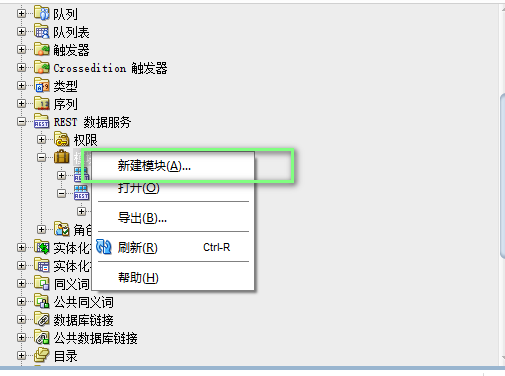 队列
队列表
触发器
Crossedition 触发器
类型
序列
REST 数据服务
权限
新建模块(A)...
打开(O)
导出(B)...
刷新(R) Ctrl-R
帮助(H)
角色
实体化
实体化
同义词
公共同义词
数据库链接
公共数据库链接
目录